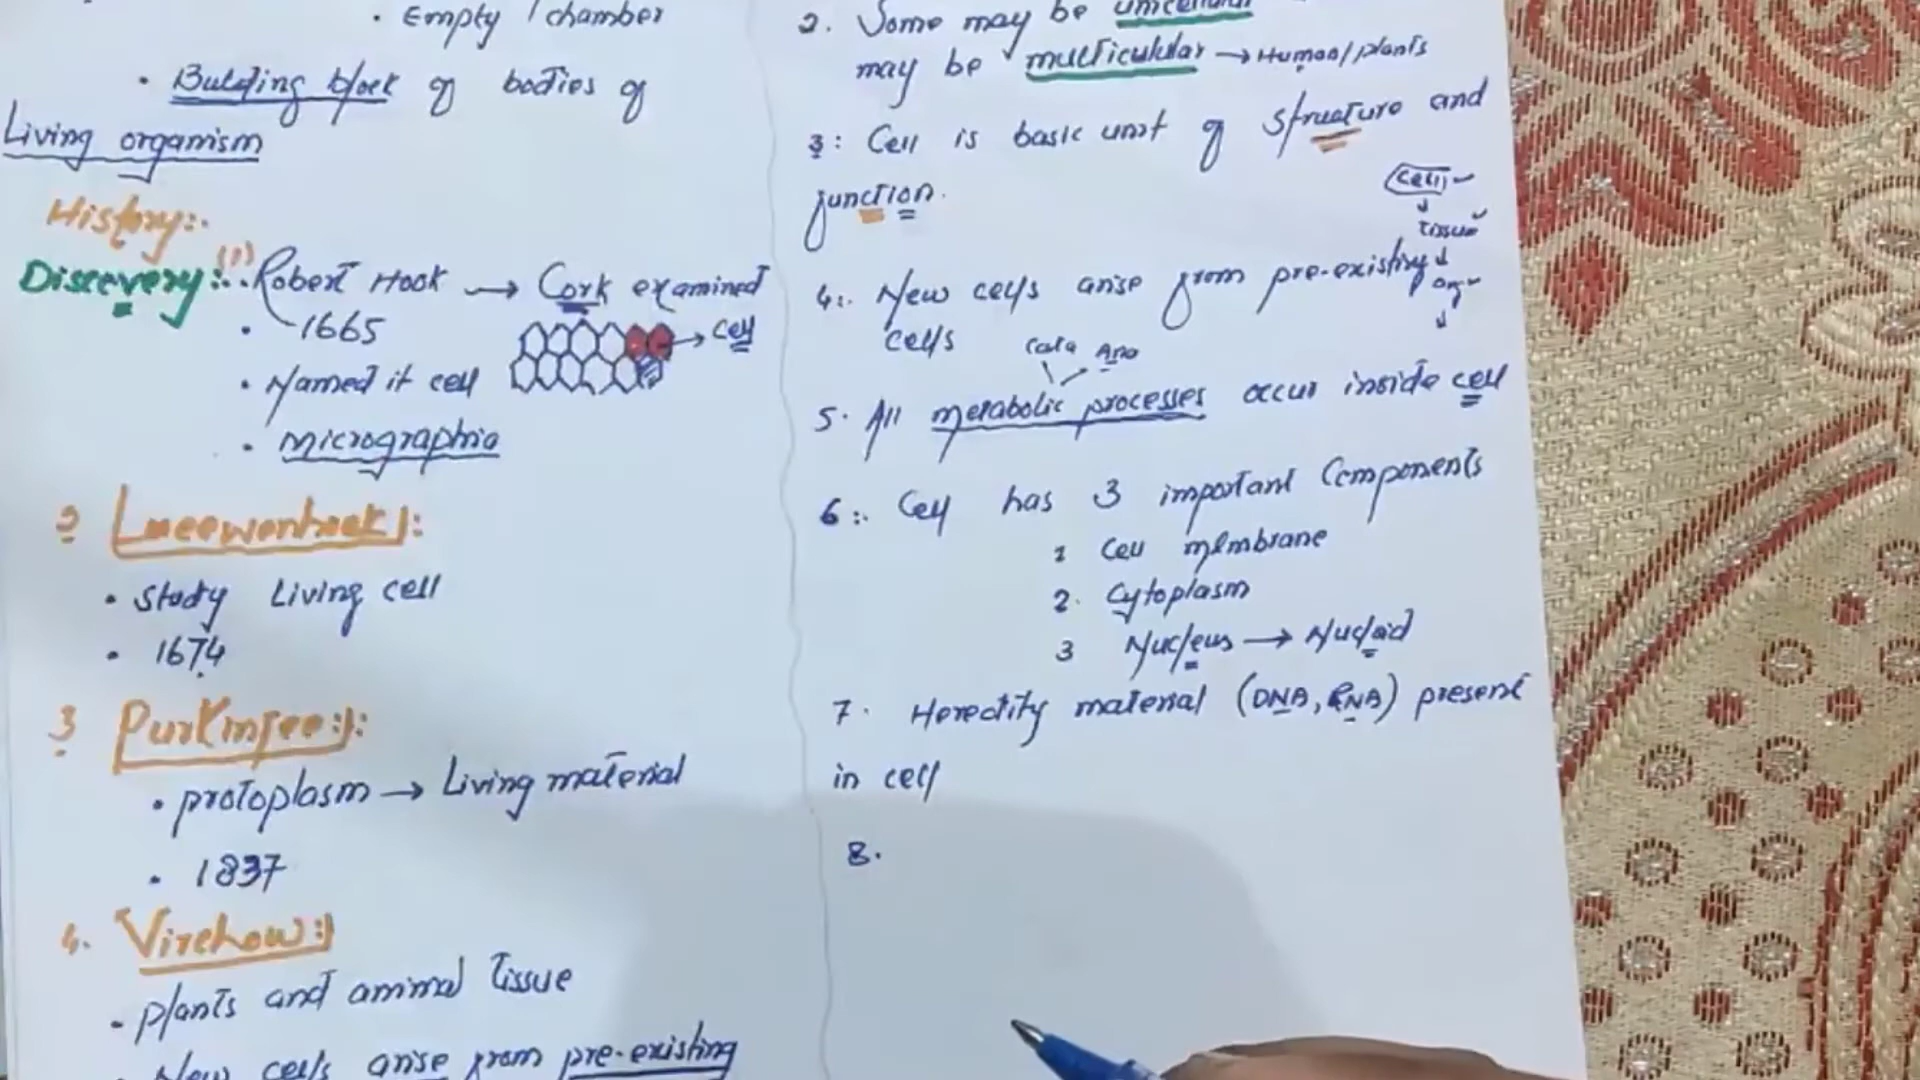 · Empty / chamber
· Building block of bodies of
Living organism
History:-
Discovery:- (1) Robert Hook → Cork examined
· 1665
→ cell
· Named it cell
· micrographia
2 Leeewenhoek):
· Study Living cell
· 1674
3 Purkinjee:):
· protoplasm → Living material
· 1837
4. Virchow:)
· plants and animal tissue
· New cells arise from pre-existing
2. Some may be unicellular
may be multicululor → Human/plants
3: Cell is basic unit of structure and
function.
Cell
↓
tissue
↓
org
↓
4:. New cells arise from pre-existing
cells
Cata Ana
5. All metabolic processes occur inside cell
6:. Cell has 3 important Components
1 Cell membrane
2. Cytoplasm
3 Nucleus → Nucloid
7. Heredity material (DNA, RNA) present
in cell
8.